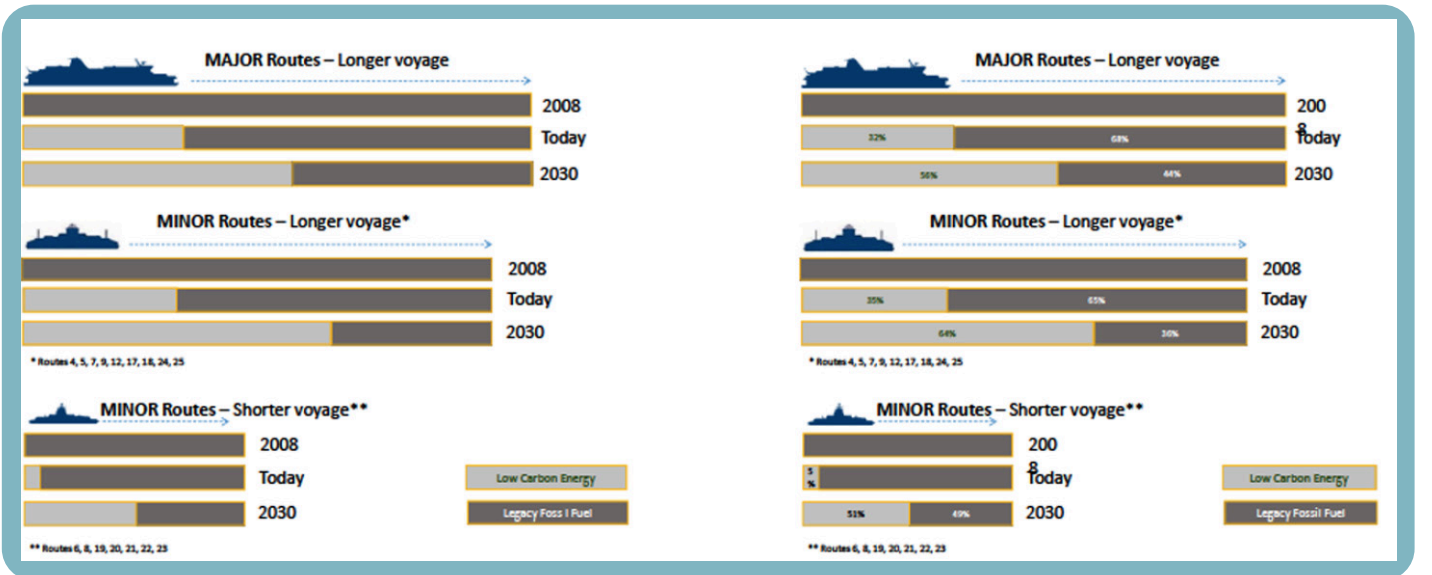 MAJOR Routes – Longer voyage
2008
Today
2030
MINOR Routes – Longer voyage*
2008
Today
2030
* Routes 4, 5, 7, 9, 12, 17, 18, 24, 25
MINOR Routes – Shorter voyage**
2008
Today
2030
Low Carbon Energy
Legacy Foss I Fuel
** Routes 6, 8, 19, 20, 21, 22, 23
MAJOR Routes – Longer voyage
200
8
32%
68%
Today
56%
44%
2030
MINOR Routes – Longer voyage*
2008
35%
65%
Today
64%
36%
2030
* Routes 4, 5, 7, 9, 12, 17, 18, 24, 25
MINOR Routes – Shorter voyage**
200
8
5
%
Today
51%
49%
2030
Low Carbon Energy
Legacy Fossil Fuel
** Routes 6, 8, 19, 20, 21, 22, 23